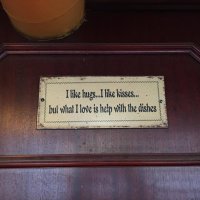 I like hugs...I like kisses...
but what I love is help with the dishes